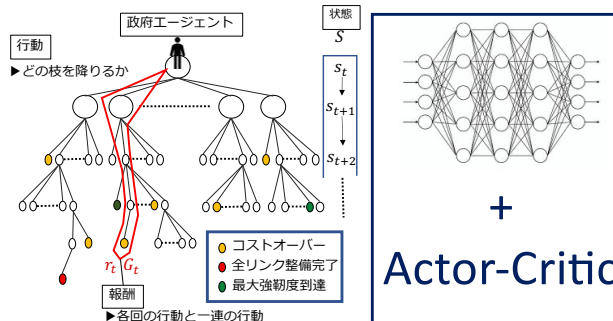 政府エージェント
状態
S
行動
▶どの枝を降りるか
s_t
s_{t+1}
s_{t+2}
コストオーバー
全リンク整備完了
最大強靭度到達
r_t G_t
報酬
▶各回の行動と一連の行動
+
Actor-Critic